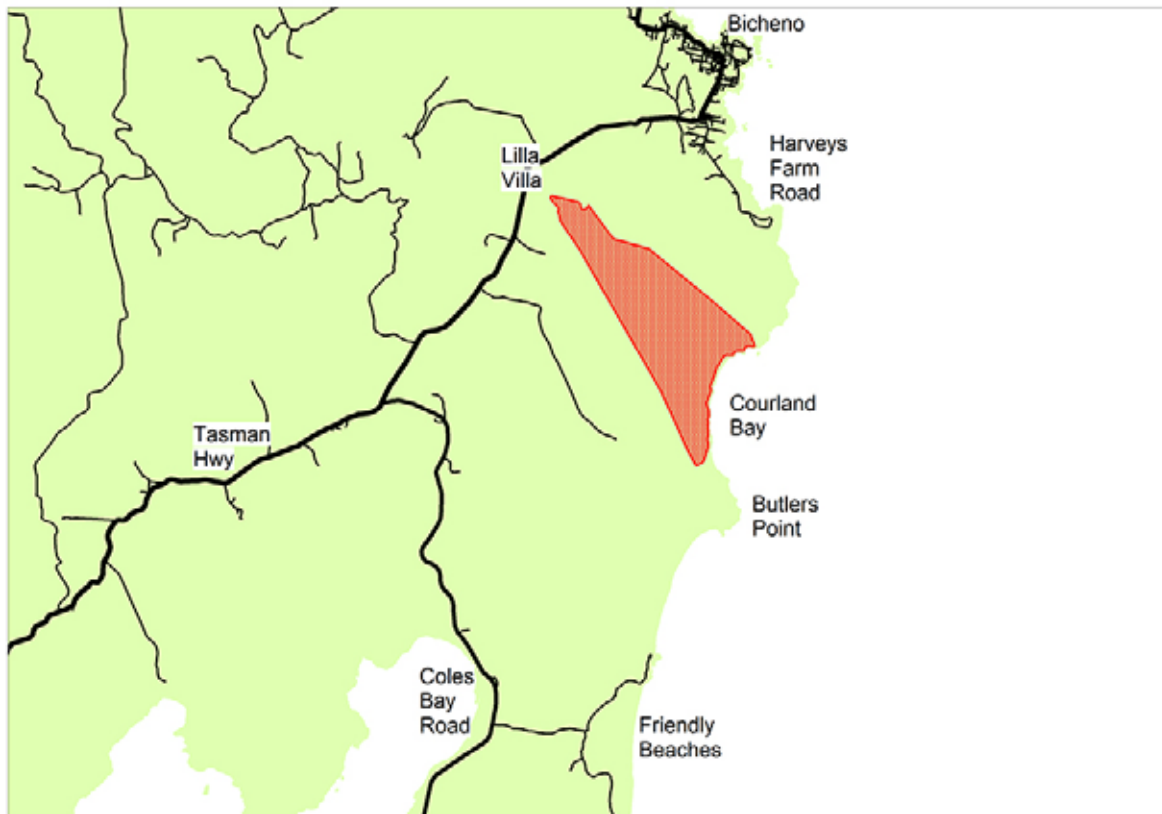 Bicheno
Harveys
Farm
Road
Lilla
Villa
Courland
Bay
Tasman
Hwy
Butlers
Point
Coles
Bay
Road
Friendly
Beaches